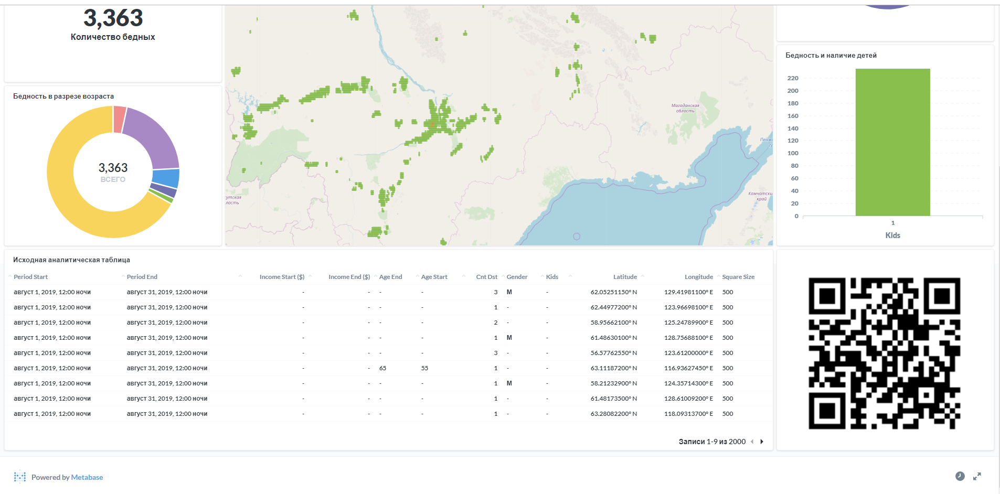 3,363
Количество бедных
Бедность в разрезе возраста
3,363
ВСЕГО
Магаданская
область
Камчатский
край
Бедность и наличие детей
220
200
180
160
140
120
100
80
60
40
20
0
1
Kids
Исходная аналитическая таблица
Period Start Period End Income Start ($) Income End ($) Age End Age Start Cnt Dst Gender Kids Latitude Longitude Square Size
август 1, 2019, 12:00 ночи август 31, 2019, 12:00 ночи - - - - 3 M - 62.05251150° N 129.41981100° E 500
август 1, 2019, 12:00 ночи август 31, 2019, 12:00 ночи - - - - 1 - - 62.44977200° N 123.96698100° E 500
август 1, 2019, 12:00 ночи август 31, 2019, 12:00 ночи - - - - 2 - - 58.95662100° N 125.24789900° E 500
август 1, 2019, 12:00 ночи август 31, 2019, 12:00 ночи - - - - 1 M - 61.48630100° N 128.75688100° E 500
август 1, 2019, 12:00 ночи август 31, 2019, 12:00 ночи - - - - 3 - - 56.57762550° N 123.61200000° E 500
август 1, 2019, 12:00 ночи август 31, 2019, 12:00 ночи - - 65 55 1 - - 63.11187200° N 116.93627450° E 500
август 1, 2019, 12:00 ночи август 31, 2019, 12:00 ночи - - - - 1 M - 58.21232900° N 124.35714300° E 500
август 1, 2019, 12:00 ночи август 31, 2019, 12:00 ночи - - - - 1 - - 61.48173500° N 128.61009200° E 500
август 1, 2019, 12:00 ночи август 31, 2019, 12:00 ночи - - - - 1 - - 63.28082200° N 118.09313700° E 500
Записи 1-9 из 2000
Powered by Metabase